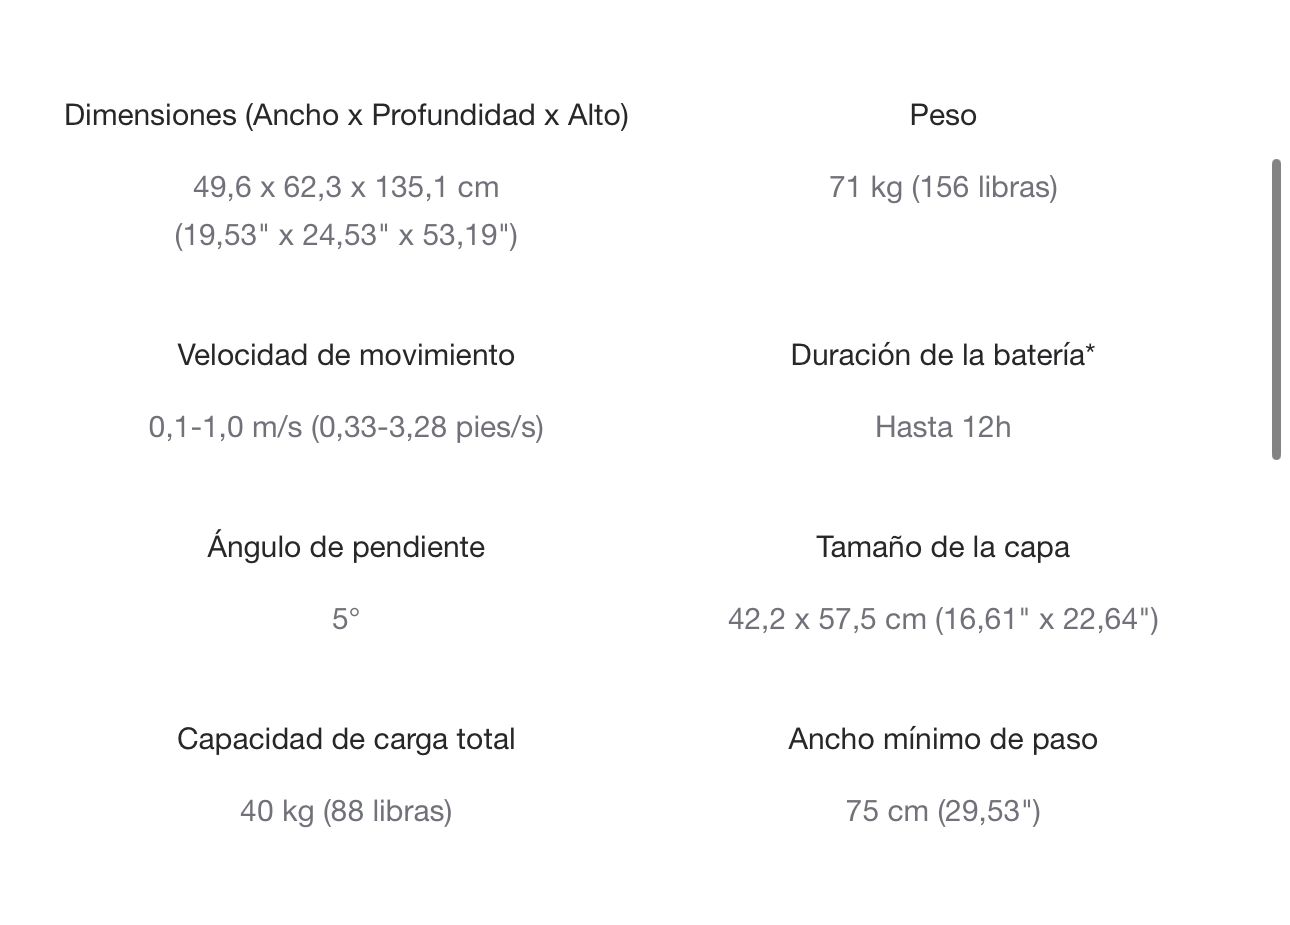 Dimensiones (Ancho x Profundidad x Alto)
49,6 x 62,3 x 135,1 cm
(19,53" x 24,53" x 53,19")
Peso
71 kg (156 libras)
Velocidad de movimiento
0,1-1,0 m/s (0,33-3,28 pies/s)
Duración de la batería*
Hasta 12h
Ángulo de pendiente
5°
Tamaño de la capa
42,2 x 57,5 cm (16,61" x 22,64")
Capacidad de carga total
40 kg (88 libras)
Ancho mínimo de paso
75 cm (29,53")